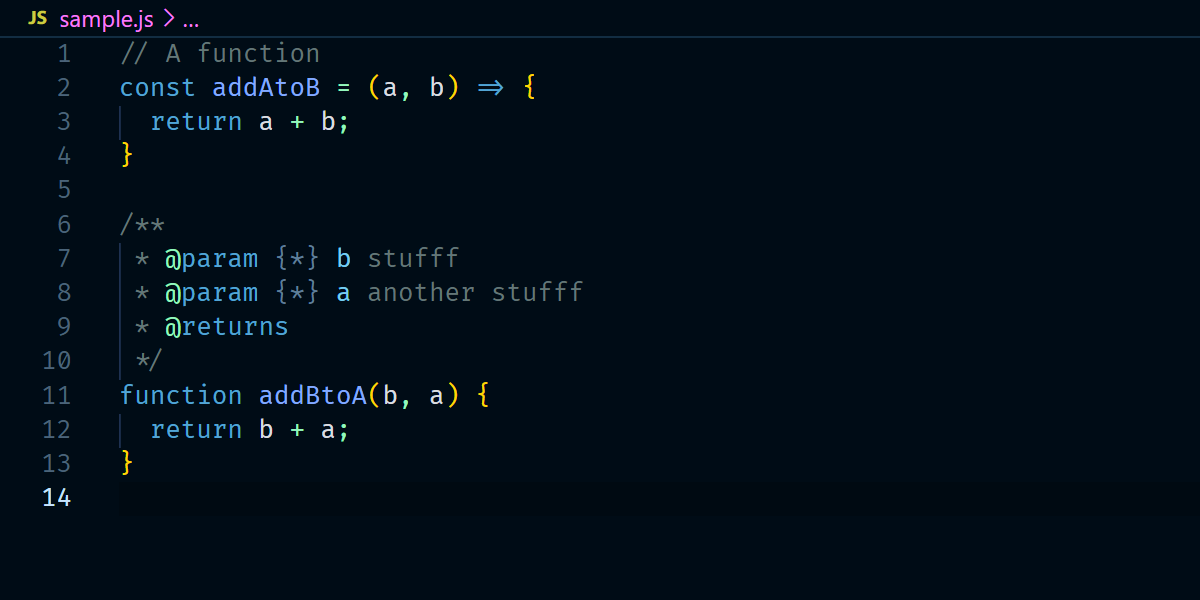 JS sample.js > ...
1 // A function
2 const addAtoB = (a, b) => {
3   return a + b;
4 }
5
6 /**
7  * @param {*} b stufff
8  * @param {*} a another stufff
9  * @returns
10  */
11 function addBtoA(b, a) {
12   return b + a;
13 }
14